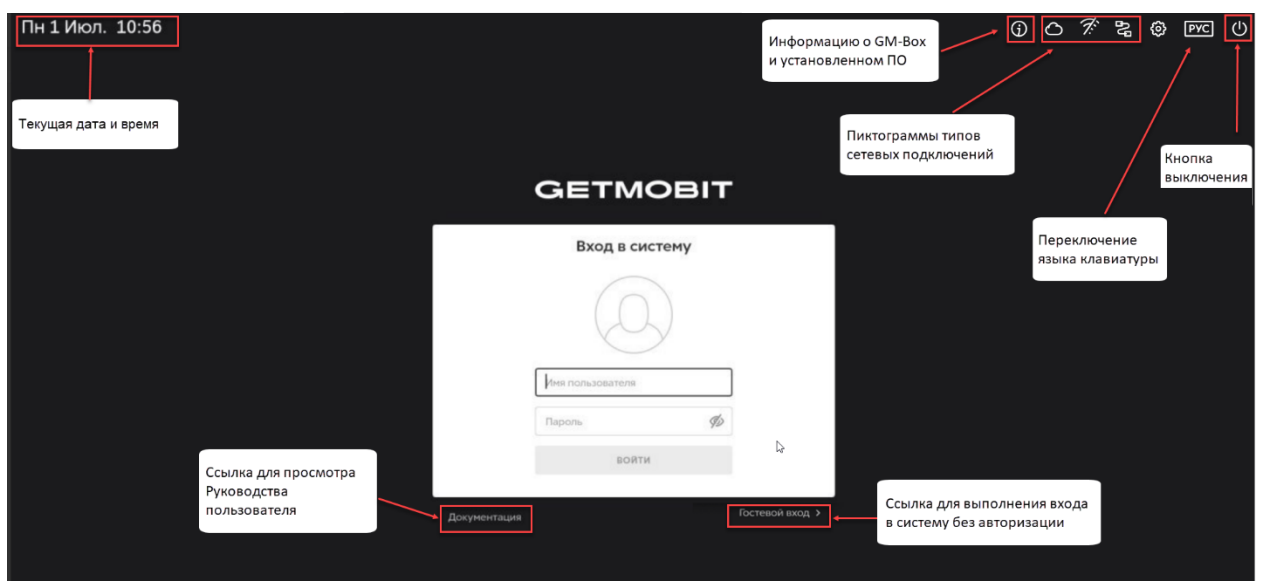 Пн 1 Июл. 10:56
Информацию о GM-Box
и установленном ПО
РУС
Текущая дата и время
Пиктограммы типов
сетевых подключений
Кнопка
выключения
GETMOBIT
Переключение
языка клавиатуры
Вход в систему
Имя пользователя
Пароль
ВОЙТИ
Ссылка для просмотра
Руководства
пользователя
Документация
Гостевой вход >
Ссылка для выполнения входа
в систему без авторизации